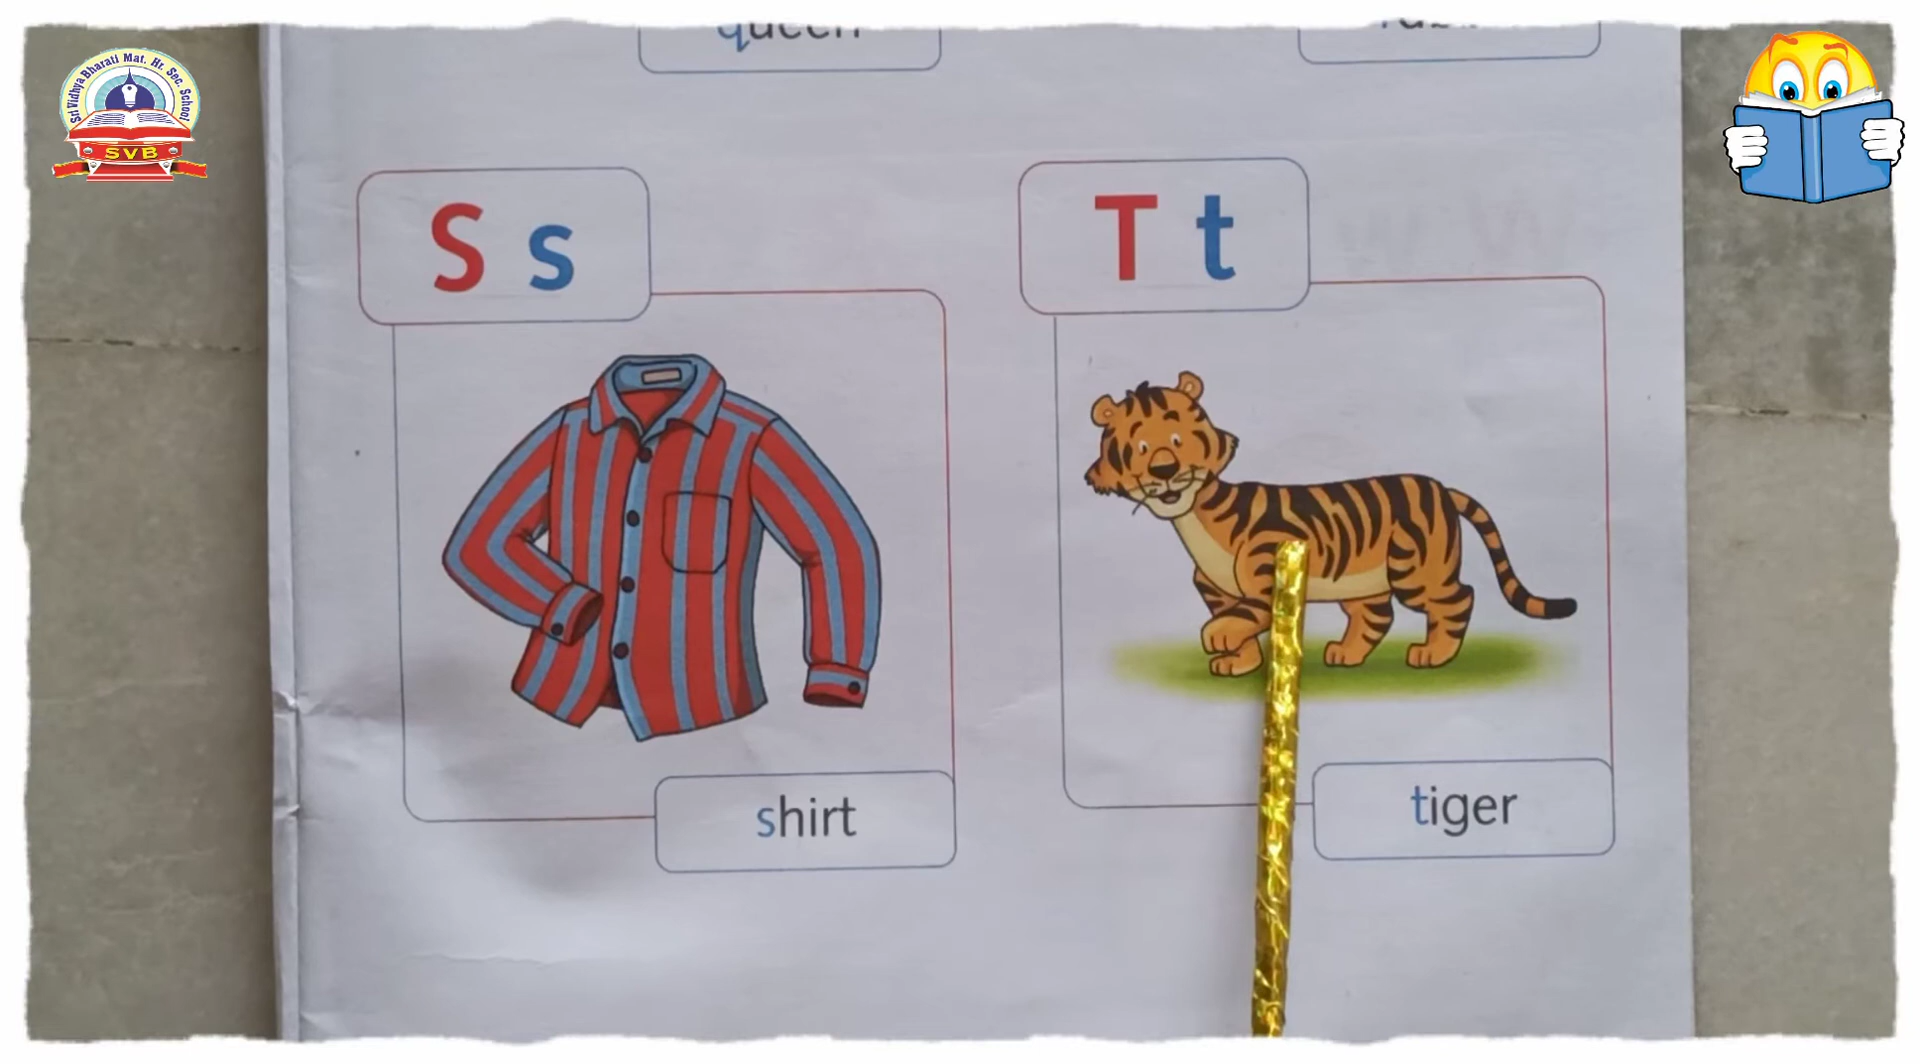 queen
Sri Vidhya Bharati Mat. Hr. Sec. School
SVB
S s
T t
shirt
tiger